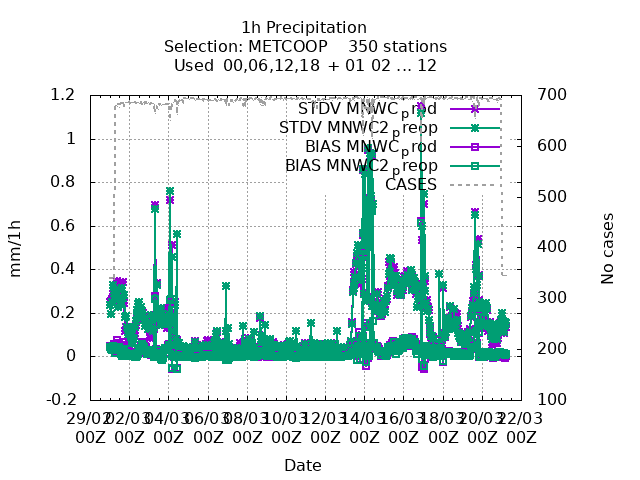 1h Precipitation
Selection: METCOOP 350 stations
Used 00,06,12,18 + 01 02 ... 12
STDV MNWC_prod
STDV MNWC2_preop
BIAS MNWC_prod
BIAS MNWC2_preop
CASES
mm/1h
1.2
1
0.8
0.6
0.4
0.2
0
-0.2
No cases
700
600
500
400
300
200
100
29/02 02/03 04/03 06/03 08/03 10/03 12/03 14/03 16/03 18/03 20/03 22/03
00Z 00Z 00Z 00Z 00Z 00Z 00Z 00Z 00Z 00Z 00Z 00Z
Date